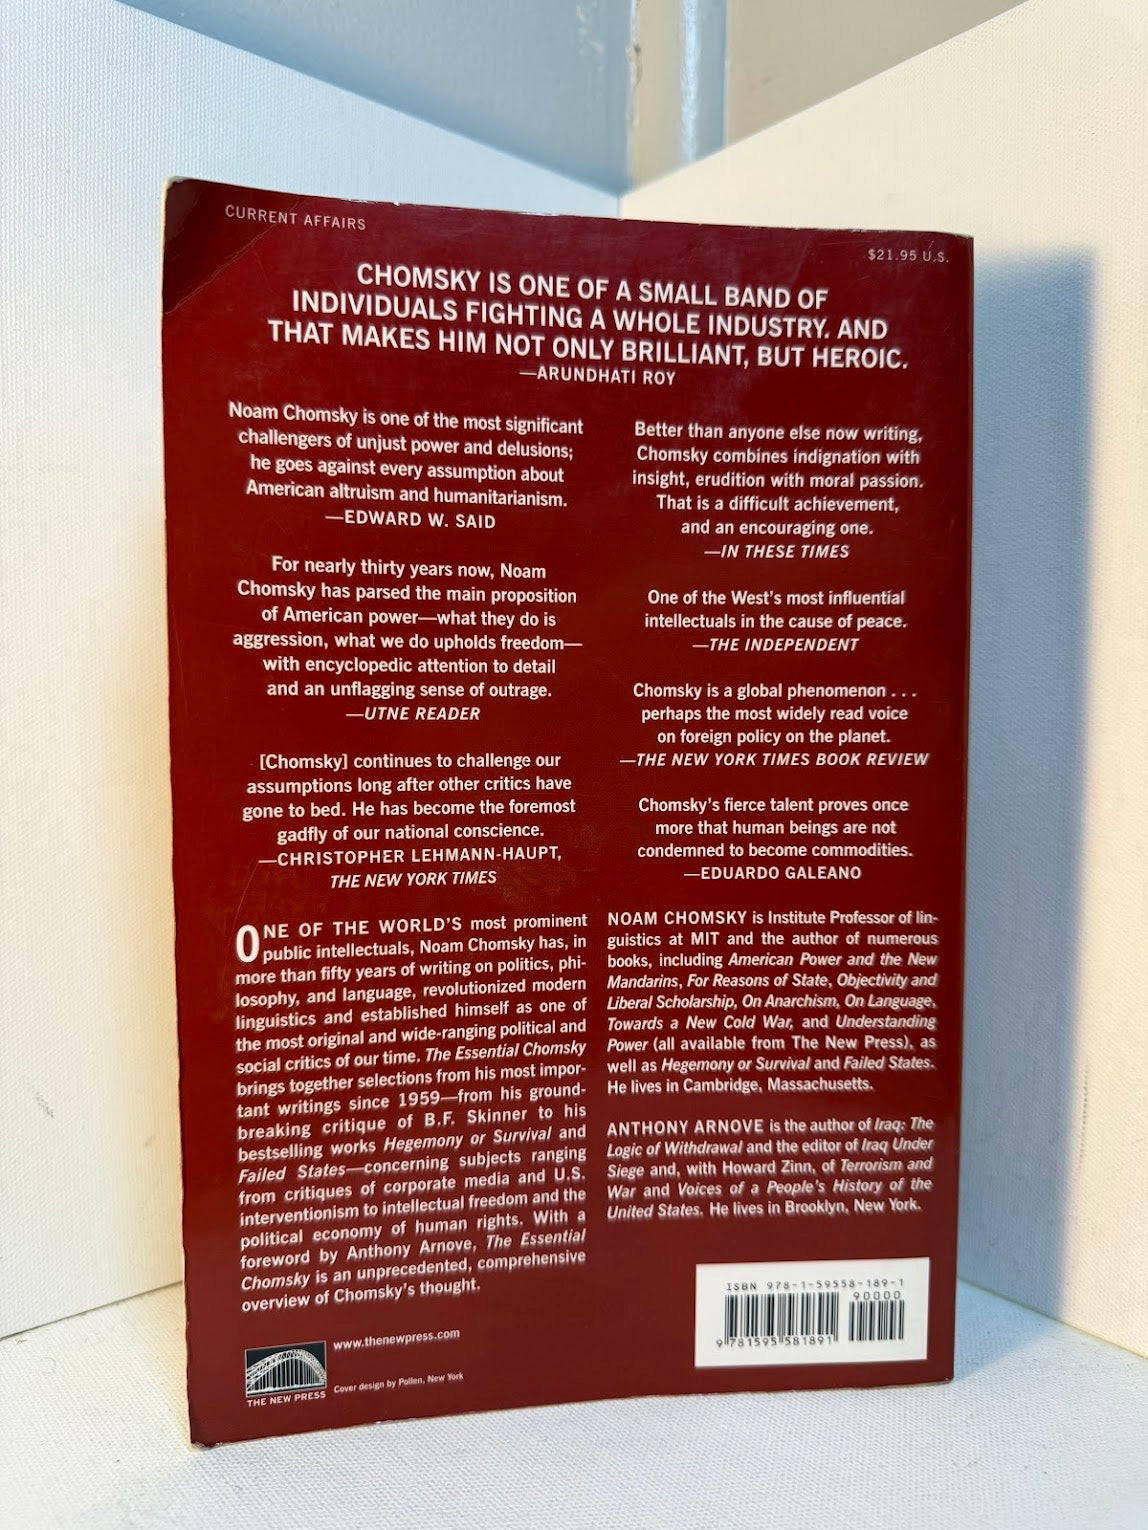 CURRENT AFFAIRS
$21.95 U.S.
CHOMSKY IS ONE OF A SMALL BAND OF
INDIVIDUALS FIGHTING A WHOLE INDUSTRY. AND
THAT MAKES HIM NOT ONLY BRILLIANT, BUT HEROIC.
—ARUNDHATI ROY
Noam Chomsky is one of the most significant
challengers of unjust power and delusions;
he goes against every assumption about
American altruism and humanitarianism.
—EDWARD W. SAID
For nearly thirty years now, Noam
Chomsky has parsed the main proposition
of American power—what they do is
aggression, what we do upholds freedom—
with encyclopedic attention to detail
and an unflagging sense of outrage.
—UTNE READER
[Chomsky] continues to challenge our
assumptions long after other critics have
gone to bed. He has become the foremost
gadfly of our national conscience.
—CHRISTOPHER LEHMANN-HAUPT,
THE NEW YORK TIMES
Better than anyone else now writing,
Chomsky combines indignation with
insight, erudition with moral passion.
That is a difficult achievement,
and an encouraging one.
—IN THESE TIMES
One of the West's most influential
intellectuals in the cause of peace.
—THE INDEPENDENT
Chomsky is a global phenomenon . . .
perhaps the most widely read voice
on foreign policy on the planet.
—THE NEW YORK TIMES BOOK REVIEW
Chomsky's fierce talent proves once
more that human beings are not
condemned to become commodities.
—EDUARDO GALEANO
ONE OF THE WORLD'S most prominent
public intellectuals, Noam Chomsky has, in
more than fifty years of writing on politics, phi-
losophy, and language, revolutionized modern
linguistics and established himself as one of
the most original and wide-ranging political and
social critics of our time. The Essential Chomsky
brings together selections from his most impor-
tant writings since 1959—from his ground-
breaking critique of B.F. Skinner to his
bestselling works Hegemony or Survival and
Failed States—concerning subjects ranging
from critiques of corporate media and U.S.
interventionism to intellectual freedom and the
political economy of human rights. With a
foreword by Anthony Arnove, The Essential
Chomsky is an unprecedented, comprehensive
overview of Chomsky's thought.
NOAM CHOMSKY is Institute Professor of lin-
guistics at MIT and the author of numerous
books, including American Power and the New
Mandarins, For Reasons of State, Objectivity and
Liberal Scholarship, On Anarchism, On Language,
Towards a New Cold War, and Understanding
Power (all available from The New Press), as
well as Hegemony or Survival and Failed States.
He lives in Cambridge, Massachusetts.
ANTHONY ARNOVE is the author of Iraq: The
Logic of Withdrawal and the editor of Iraq Under
Siege and, with Howard Zinn, of Terrorism and
War and Voices of a People's History of the
United States. He lives in Brooklyn, New York.
www.thenewpress.com
THE NEW PRESS
Cover design by Pollen, New York
ISBN 978-1-59558-189-1
90000
9 781595 581891